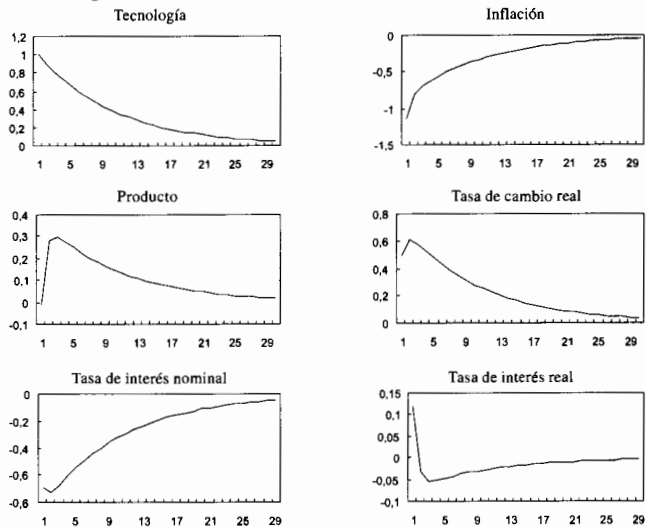 Tecnología
1,2
1
0,8
0,6
0,4
0,2
0
1 5 9 13 17 21 25 29
Inflación
0
-0,5
-1
-1,5
1 5 9 13 17 21 25 29
Producto
0,4
0,3
0,2
0,1
0
-0,1
1 5 9 13 17 21 25 29
Tasa de cambio real
0,8
0,6
0,4
0,2
0
1 5 9 13 17 21 25 29
Tasa de interés nominal
0
-0,2
-0,4
-0,6
1 5 9 13 17 21 25 29
Tasa de interés real
0,15
0,1
0,05
0
-0,05
-0,1
1 5 9 13 17 21 25 29